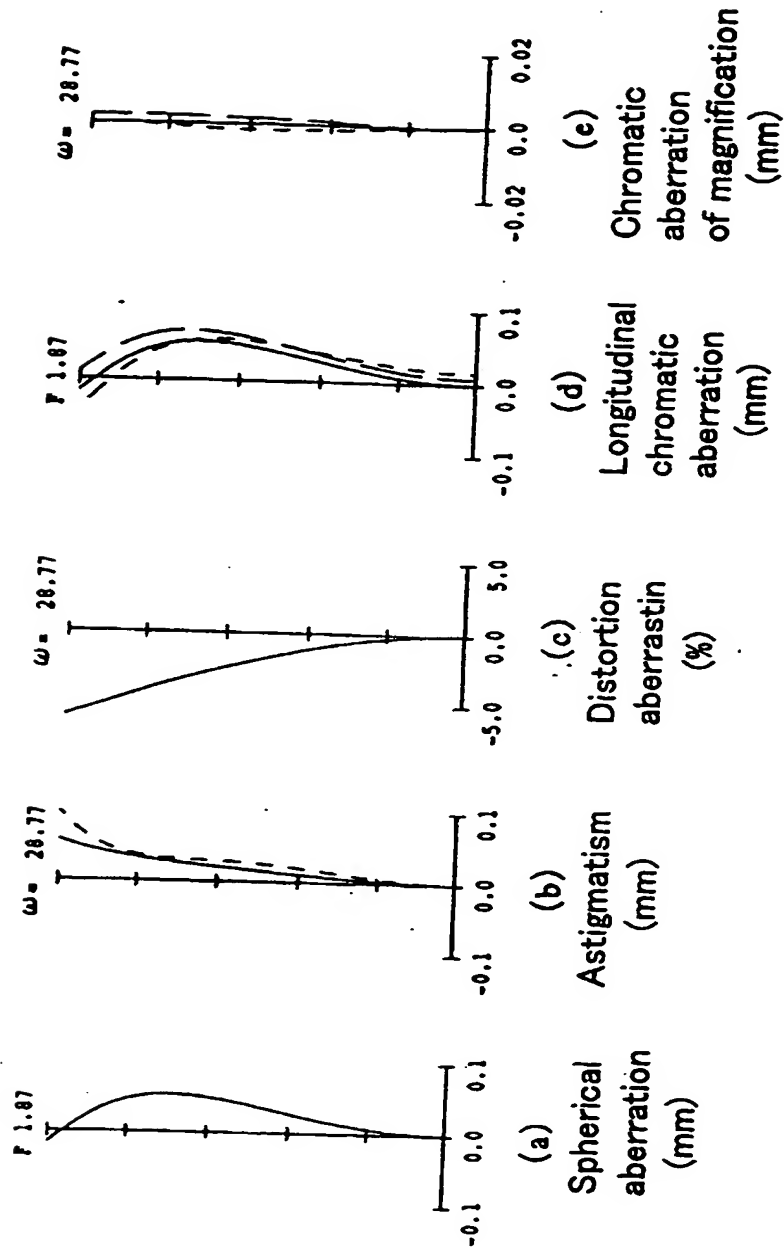 F 1.87
-0.1 0.0 0.1
(a)
Spherical
aberration
(mm)
ω= 28.77
-0.1 0.0 0.1
(b)
Astigmatism
(mm)
ω= 28.77
-5.0 0.0 5.0
(c)
Distortion
aberrastin
(%)
F 1.87
-0.1 0.0 0.1
(d)
Longitudinal
chromatic
aberration
(mm)
ω= 28.77
-0.02 0.0 0.02
(e)
Chromatic
aberration
of magnification
(mm)